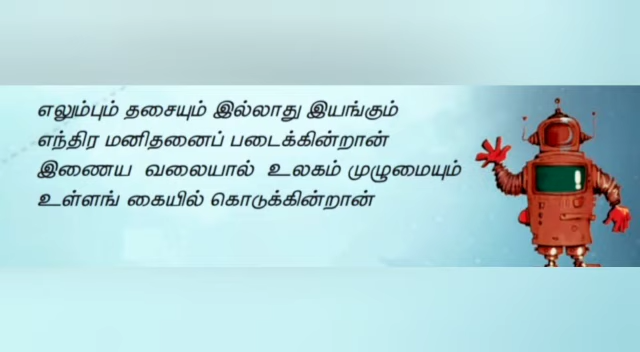 எலும்பும் தசையும் இல்லாது இயங்கும்
எந்திர மனிதனைப் படைக்கின்றான்
இணைய வலையால் உலகம் முழுமையும்
உள்ளங் கையில் கொடுக்கின்றான்